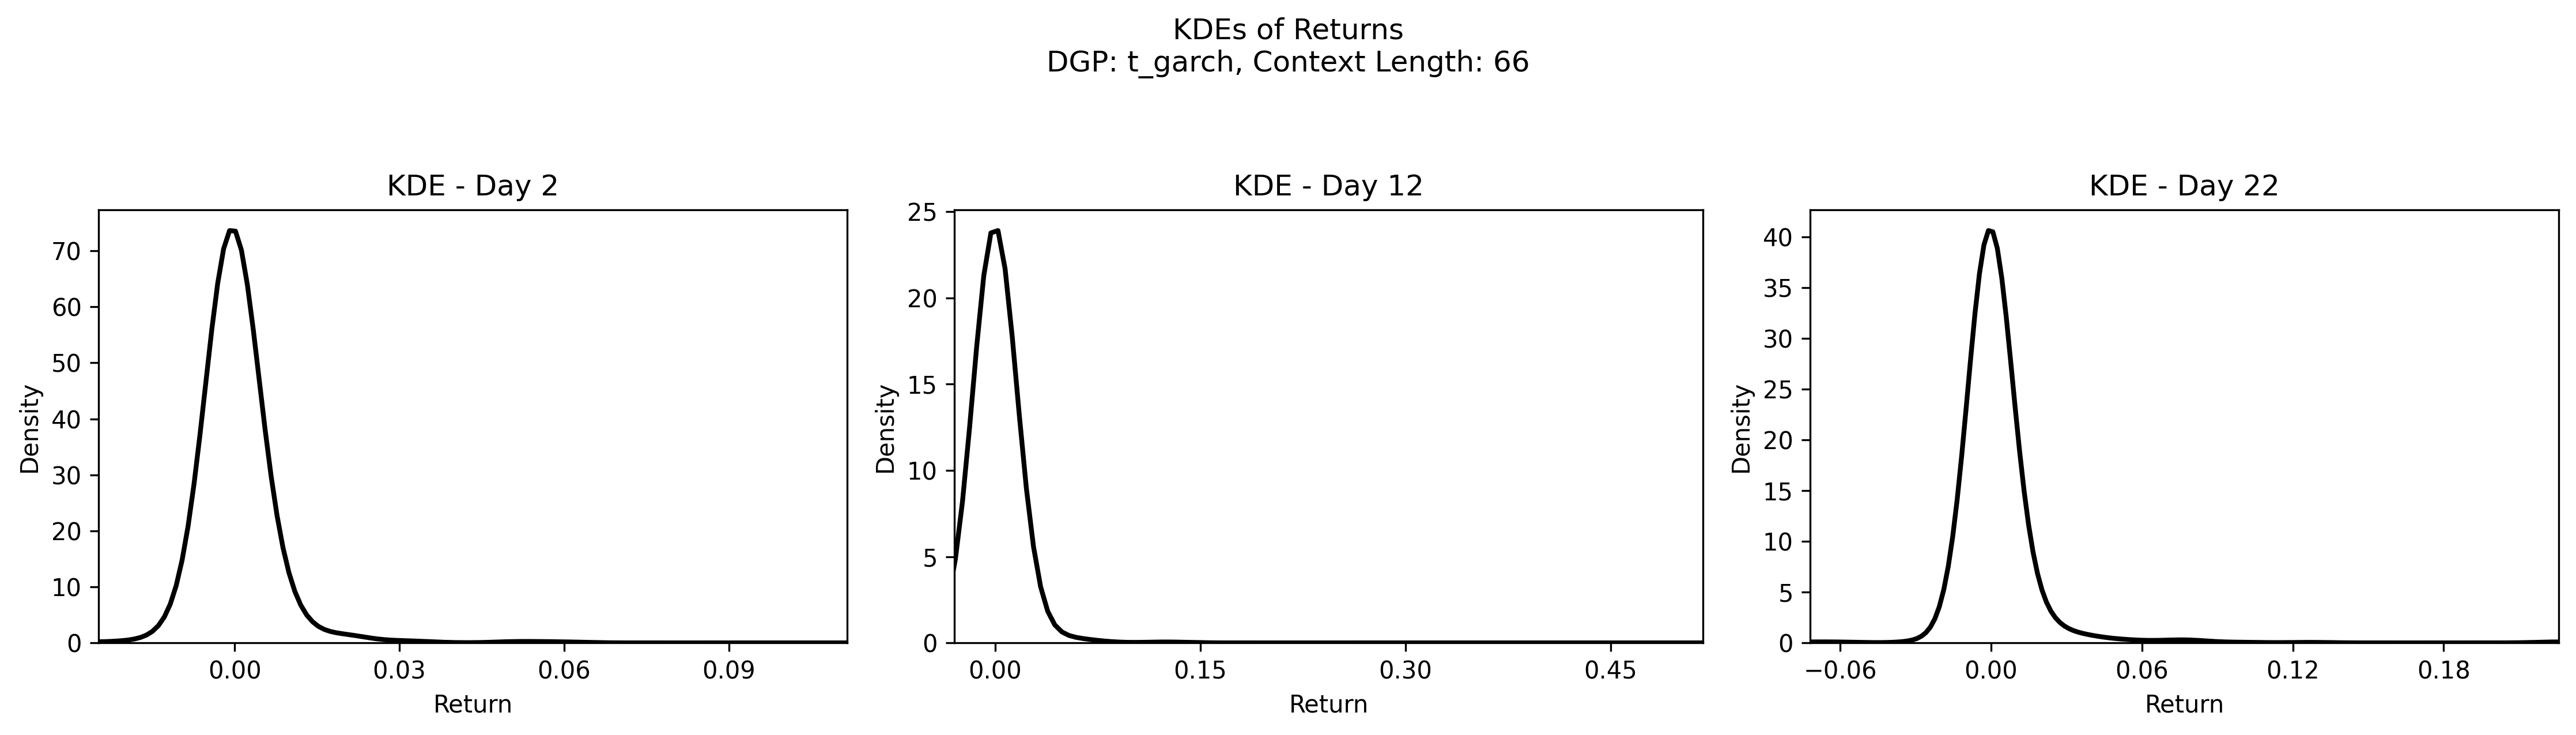 KDEs of Returns
DGP: t_garch, Context Length: 66
KDE - Day 2
70
60
50
40
30
20
10
0
Density
0.00 0.03 0.06 0.09
Return
KDE - Day 12
25
20
15
10
5
0
Density
0.00 0.15 0.30 0.45
Return
KDE - Day 22
40
35
30
25
20
15
10
5
0
Density
−0.06 0.00 0.06 0.12 0.18
Return